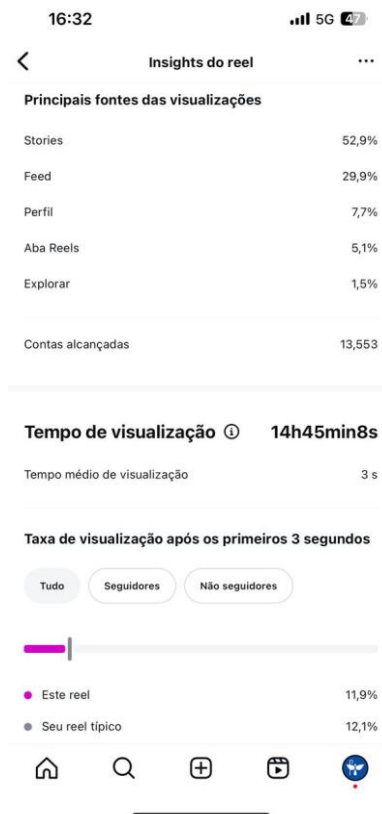 16:32 5G 47
Insights do reel
Principais fontes das visualizações
Stories 52,9%
Feed 29,9%
Perfil 7,7%
Aba Reels 5,1%
Explorar 1,5%
Contas alcançadas 13,553
Tempo de visualização 14h45min8s
Tempo médio de visualização 3 s
Taxa de visualização após os primeiros 3 segundos
Tudo Seguidores Não seguidores
Este reel 11,9%
Seu reel típico 12,1%